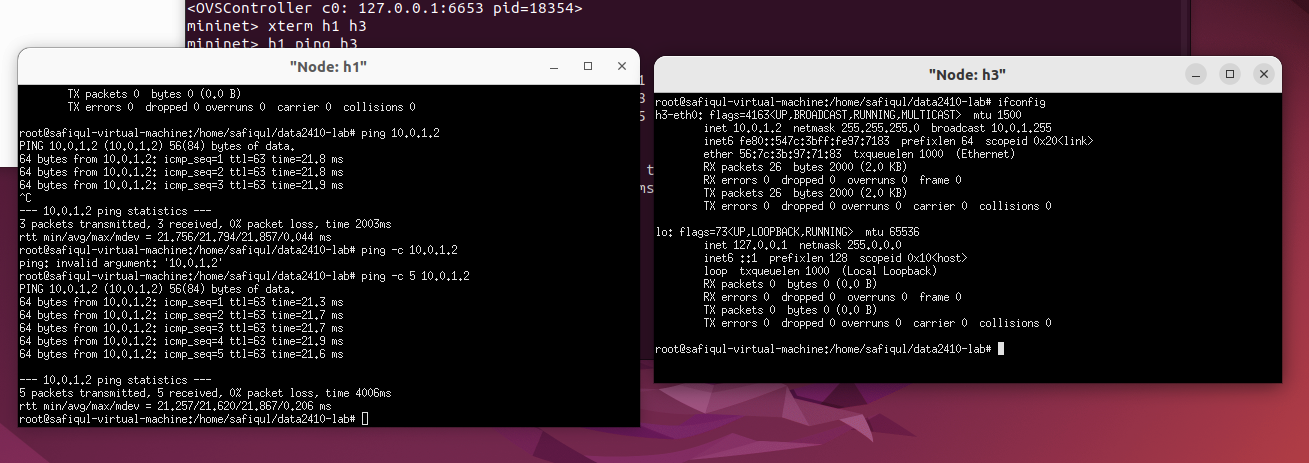 <OVSController c0: 127.0.0.1:6653 pid=18354>
mininet> xterm h1 h3
mininet> h1 ping h3
"Node: h1"
TX packets 0 bytes 0 (0.0 B)
TX errors 0 dropped 0 overruns 0 carrier 0 collisions 0
root@safiqul-virtual-machine:/home/safiqul/data2410-lab# ping 10.0.1.2
PING 10.0.1.2 (10.0.1.2) 56(84) bytes of data.
64 bytes from 10.0.1.2: icmp_seq=1 ttl=63 time=21.8 ms
64 bytes from 10.0.1.2: icmp_seq=2 ttl=63 time=21.8 ms
64 bytes from 10.0.1.2: icmp_seq=3 ttl=63 time=21.9 ms
^C
--- 10.0.1.2 ping statistics ---
3 packets transmitted, 3 received, 0% packet loss, time 2003ms
rtt min/avg/max/mdev = 21.756/21.794/21.857/0.044 ms
root@safiqul-virtual-machine:/home/safiqul/data2410-lab# ping -c 10.0.1.2
ping: invalid argument: '10.0.1.2'
root@safiqul-virtual-machine:/home/safiqul/data2410-lab# ping -c 5 10.0.1.2
PING 10.0.1.2 (10.0.1.2) 56(84) bytes of data.
64 bytes from 10.0.1.2: icmp_seq=1 ttl=63 time=21.3 ms
64 bytes from 10.0.1.2: icmp_seq=2 ttl=63 time=21.7 ms
64 bytes from 10.0.1.2: icmp_seq=3 ttl=63 time=21.7 ms
64 bytes from 10.0.1.2: icmp_seq=4 ttl=63 time=21.9 ms
64 bytes from 10.0.1.2: icmp_seq=5 ttl=63 time=21.6 ms
--- 10.0.1.2 ping statistics ---
5 packets transmitted, 5 received, 0% packet loss, time 4006ms
rtt min/avg/max/mdev = 21.257/21.620/21.867/0.206 ms
root@safiqul-virtual-machine:/home/safiqul/data2410-lab#
1
3
5
t
ms
"Node: h3"
root@safiqul-virtual-machine:/home/safiqul/data2410-lab# ifconfig
h3-eth0: flags=4163<UP,BROADCAST,RUNNING,MULTICAST> mtu 1500
inet 10.0.1.2 netmask 255.255.255.0 broadcast 10.0.1.255
inet6 fe80::547c:3bff:fe97:7183 prefixlen 64 scopeid 0x20<link>
ether 56:7c:3b:97:71:83 txqueuelen 1000 (Ethernet)
RX packets 26 bytes 2000 (2.0 KB)
RX errors 0 dropped 0 overruns 0 frame 0
TX packets 26 bytes 2000 (2.0 KB)
TX errors 0 dropped 0 overruns 0 carrier 0 collisions 0
lo: flags=73<UP,LOOPBACK,RUNNING> mtu 65536
inet 127.0.0.1 netmask 255.0.0.0
inet6 ::1 prefixlen 128 scopeid 0x10<host>
loop txqueuelen 1000 (Local Loopback)
RX packets 0 bytes 0 (0.0 B)
RX errors 0 dropped 0 overruns 0 frame 0
TX packets 0 bytes 0 (0.0 B)
TX errors 0 dropped 0 overruns 0 carrier 0 collisions 0
root@safiqul-virtual-machine:/home/safiqul/data2410-lab#